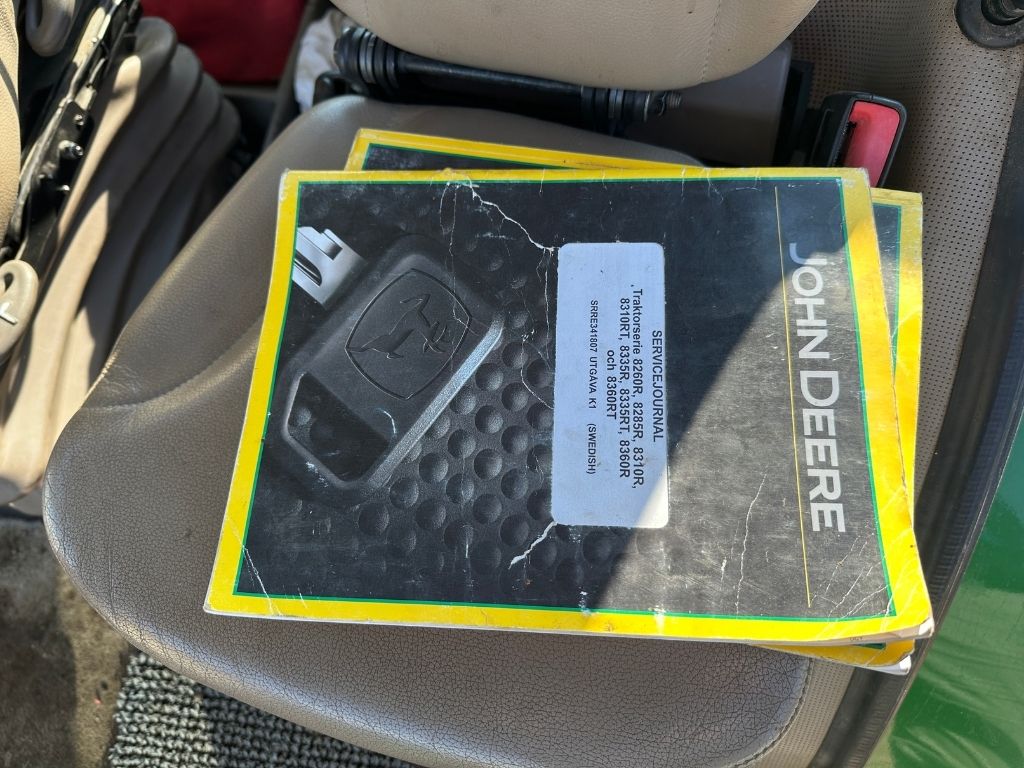 JOHN DEERE
SERVICEJOURNAL
.Traktorserie 8260R, 8285R, 8310R,
8310RT, 8335R, 8335RT, 8360R
och 8360RT
SRRE341807 UTGÅVA K1 (SWEDISH)